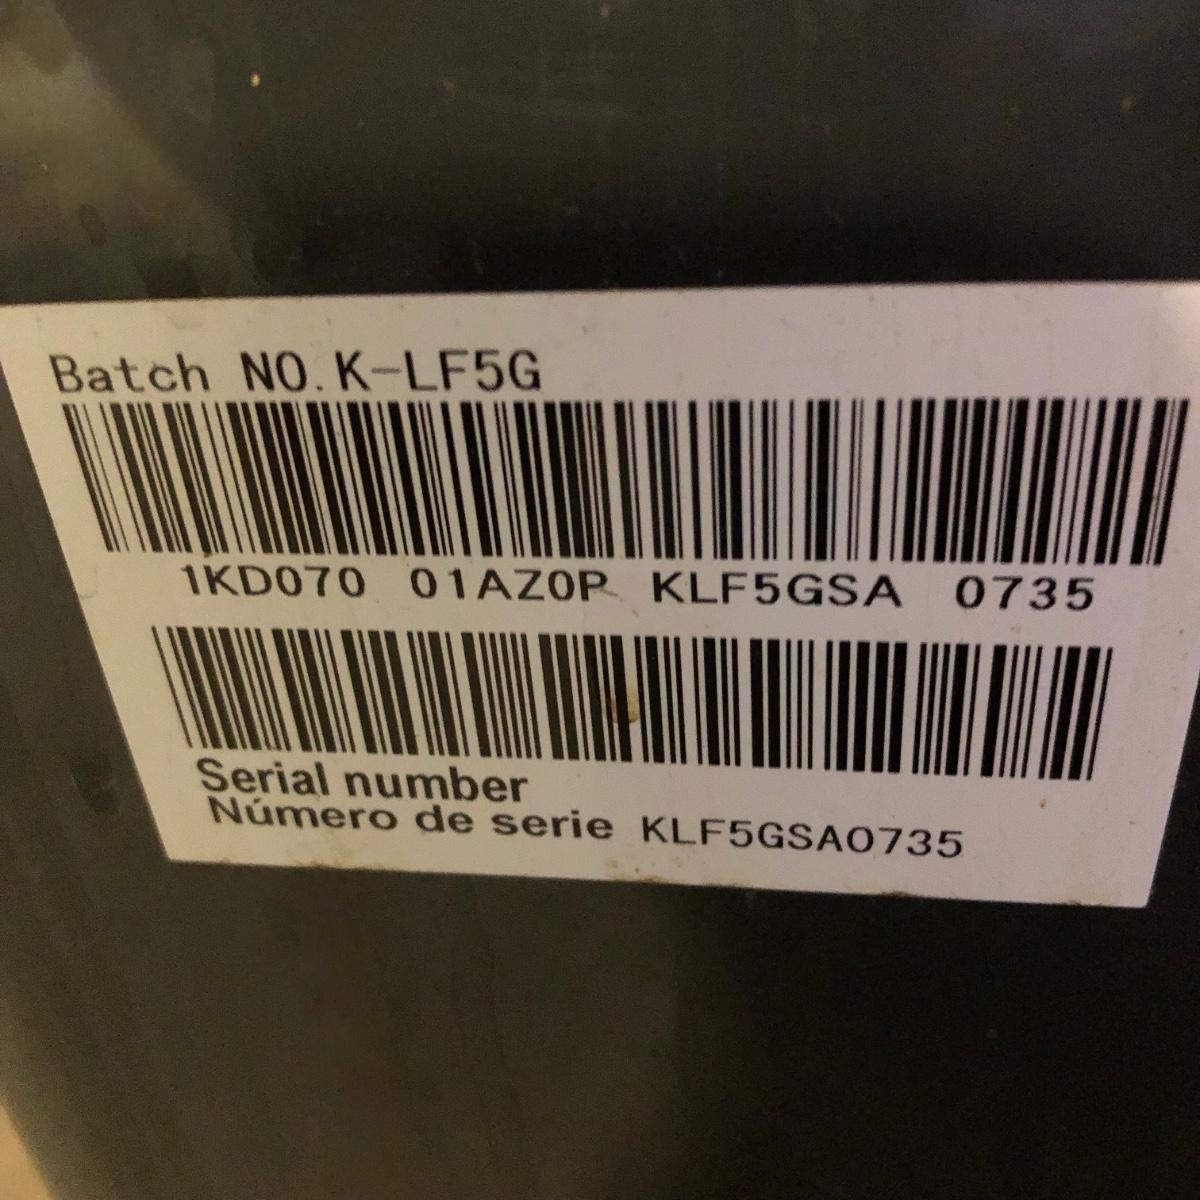 Batch NO.K-LF5G
1KD070 01AZ0P KLF5GSA 0735
Serial number
Número de serie KLF5GSA0735